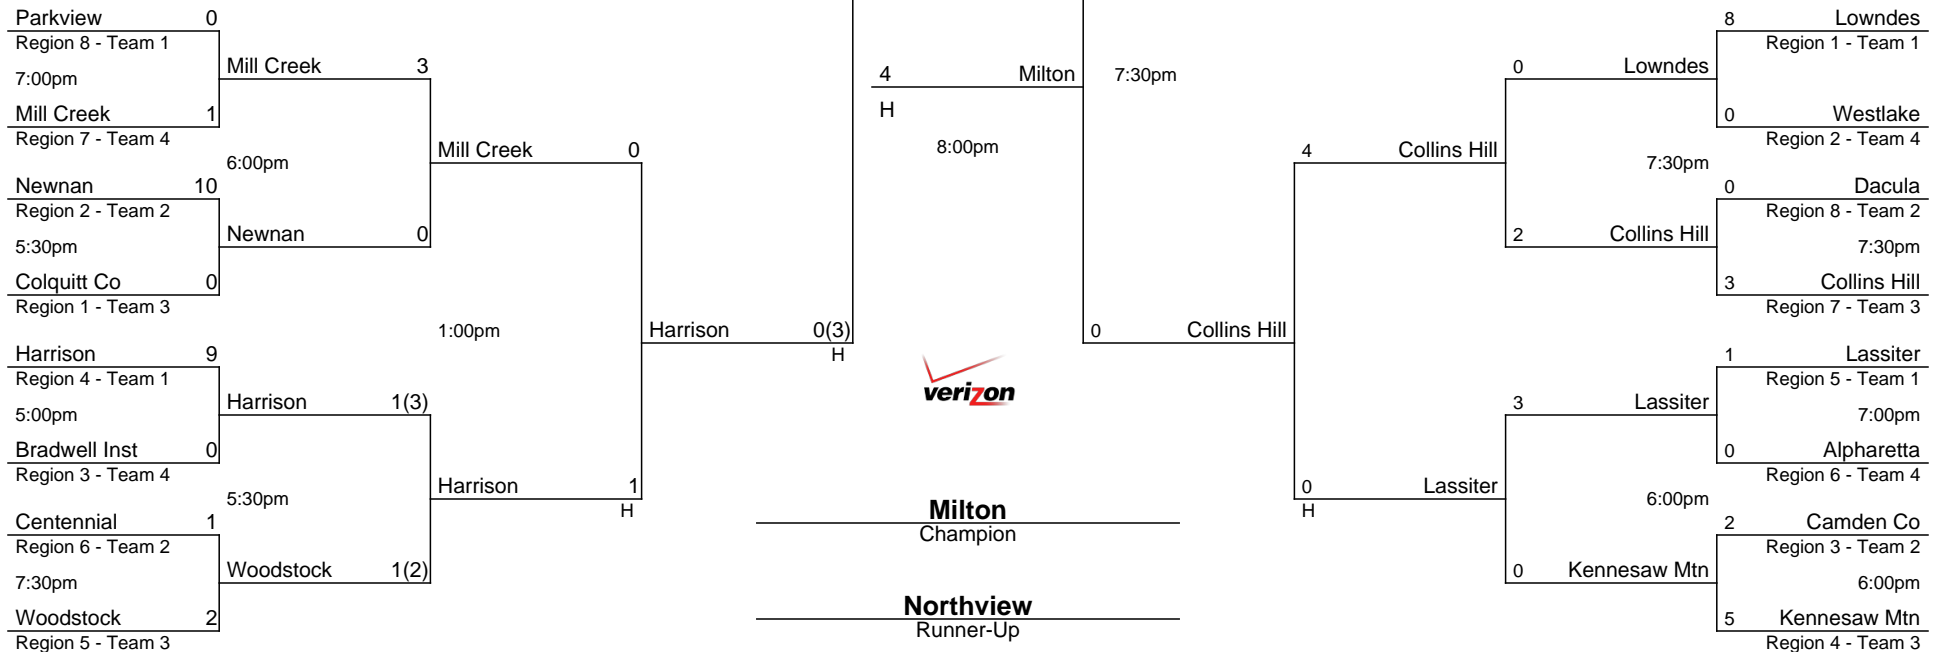 Parkview 0
Region 8 - Team 1
7:00pm
Mill Creek 1
Region 7 - Team 4
Newnan 10
Region 2 - Team 2
5:30pm
Colquitt Co 0
Region 1 - Team 3
Harrison 9
Region 4 - Team 1
5:00pm
Bradwell Inst 0
Region 3 - Team 4
Centennial 1
Region 6 - Team 2
7:30pm
Woodstock 2
Region 5 - Team 3
Mill Creek 3
6:00pm
Newnan 0
Harrison 1(3)
5:30pm
Woodstock 1(2)
Mill Creek 0
1:00pm
Harrison 1
H
Harrison 0(3)
H
4 Milton
H
8:00pm
verizon
Milton
Champion
Northview
Runner-Up
7:30pm
0 Collins Hill
4 Collins Hill
0 Lassiter
H
0 Lowndes
7:30pm
2 Collins Hill
3 Lassiter
6:00pm
0 Kennesaw Mtn
8 Lowndes
Region 1 - Team 1
0 Westlake
Region 2 - Team 4
0 Dacula
Region 8 - Team 2
7:30pm
3 Collins Hill
Region 7 - Team 3
1 Lassiter
Region 5 - Team 1
7:00pm
0 Alpharetta
Region 6 - Team 4
2 Camden Co
Region 3 - Team 2
6:00pm
5 Kennesaw Mtn
Region 4 - Team 3